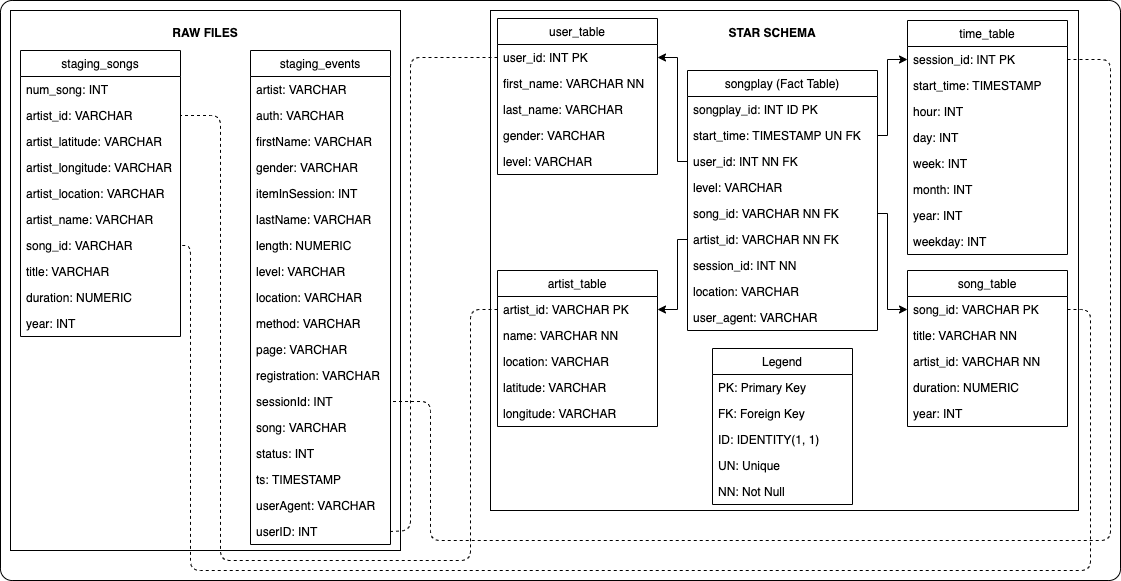 RAW FILES
staging_songs
num_song: INT
artist_id: VARCHAR
artist_latitude: VARCHAR
artist_longitude: VARCHAR
artist_location: VARCHAR
artist_name: VARCHAR
song_id: VARCHAR
title: VARCHAR
duration: NUMERIC
year: INT
staging_events
artist: VARCHAR
auth: VARCHAR
firstName: VARCHAR
gender: VARCHAR
itemInSession: INT
lastName: VARCHAR
length: NUMERIC
level: VARCHAR
location: VARCHAR
method: VARCHAR
page: VARCHAR
registration: VARCHAR
sessionId: INT
song: VARCHAR
status: INT
ts: TIMESTAMP
userAgent: VARCHAR
userID: INT
STAR SCHEMA
user_table
user_id: INT PK
first_name: VARCHAR NN
last_name: VARCHAR
gender: VARCHAR
level: VARCHAR
artist_table
artist_id: VARCHAR PK
name: VARCHAR NN
location: VARCHAR
latitude: VARCHAR
longitude: VARCHAR
songplay (Fact Table)
songplay_id: INT ID PK
start_time: TIMESTAMP UN FK
user_id: INT NN FK
level: VARCHAR
song_id: VARCHAR NN FK
artist_id: VARCHAR NN FK
session_id: INT NN
location: VARCHAR
user_agent: VARCHAR
Legend
PK: Primary Key
FK: Foreign Key
ID: IDENTITY(1, 1)
UN: Unique
NN: Not Null
time_table
session_id: INT PK
start_time: TIMESTAMP
hour: INT
day: INT
week: INT
month: INT
year: INT
weekday: INT
song_table
song_id: VARCHAR PK
title: VARCHAR NN
artist_id: VARCHAR NN
duration: NUMERIC
year: INT